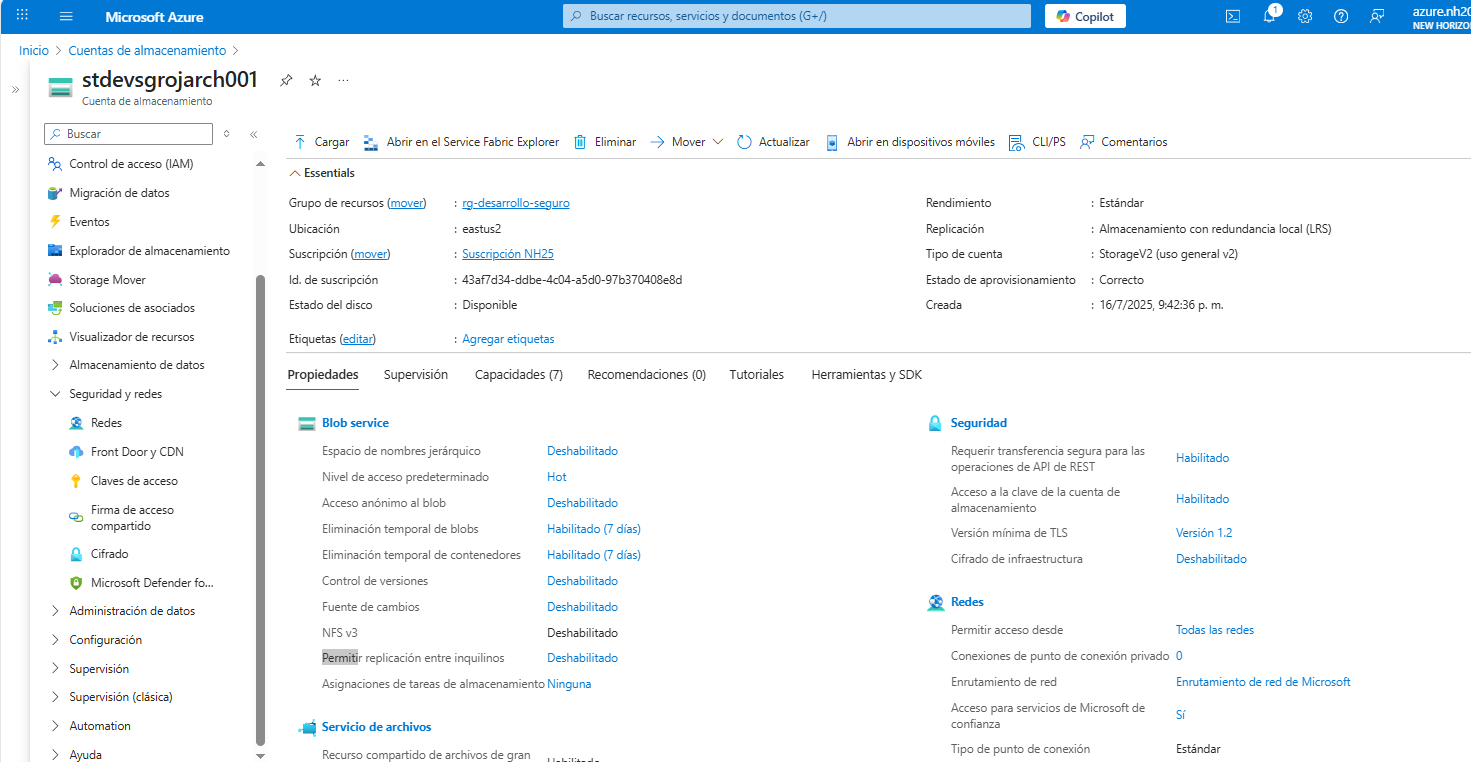 Microsoft Azure
Buscar recursos, servicios y documentos (G+/)
Copilot
1
azure.nh20
NEW HORIZO
Inicio > Cuentas de almacenamiento >
stdevsgrojarch001
Cuenta de almacenamiento
Buscar
Control de acceso (IAM)
Migración de datos
Eventos
Explorador de almacenamiento
Storage Mover
Soluciones de asociados
Visualizador de recursos
Almacenamiento de datos
Seguridad y redes
Redes
Front Door y CDN
Claves de acceso
Firma de acceso
compartido
Cifrado
Microsoft Defender fo...
Administración de datos
Configuración
Supervisión
Supervisión (clásica)
Automation
Ayuda
Cargar Abrir en el Service Fabric Explorer Eliminar Mover Actualizar Abrir en dispositivos móviles CLI/PS Comentarios
Essentials
Grupo de recursos (mover) : rg-desarrollo-seguro
Ubicación : eastus2
Suscripción (mover) : Suscripción NH25
Id. de suscripción : 43af7d34-ddbe-4c04-a5d0-97b370408e8d
Estado del disco : Disponible
Etiquetas (editar) : Agregar etiquetas
Rendimiento : Estándar
Replicación : Almacenamiento con redundancia local (LRS)
Tipo de cuenta : StorageV2 (uso general v2)
Estado de aprovisionamiento : Correcto
Creada : 16/7/2025, 9:42:36 p. m.
Propiedades Supervisión Capacidades (7) Recomendaciones (0) Tutoriales Herramientas y SDK
Blob service
Espacio de nombres jerárquico Deshabilitado
Nivel de acceso predeterminado Hot
Acceso anónimo al blob Deshabilitado
Eliminación temporal de blobs Habilitado (7 días)
Eliminación temporal de contenedores Habilitado (7 días)
Control de versiones Deshabilitado
Fuente de cambios Deshabilitado
NFS v3 Deshabilitado
Permitir replicación entre inquilinos Deshabilitado
Asignaciones de tareas de almacenamiento Ninguna
Servicio de archivos
Recurso compartido de archivos de gran Habilitado
Seguridad
Requerir transferencia segura para las
operaciones de API de REST Habilitado
Acceso a la clave de la cuenta de
almacenamiento Habilitado
Versión mínima de TLS Versión 1.2
Cifrado de infraestructura Deshabilitado
Redes
Permitir acceso desde Todas las redes
Conexiones de punto de conexión privado 0
Enrutamiento de red Enrutamiento de red de Microsoft
Acceso para servicios de Microsoft de
confianza Sí
Tipo de punto de conexión Estándar